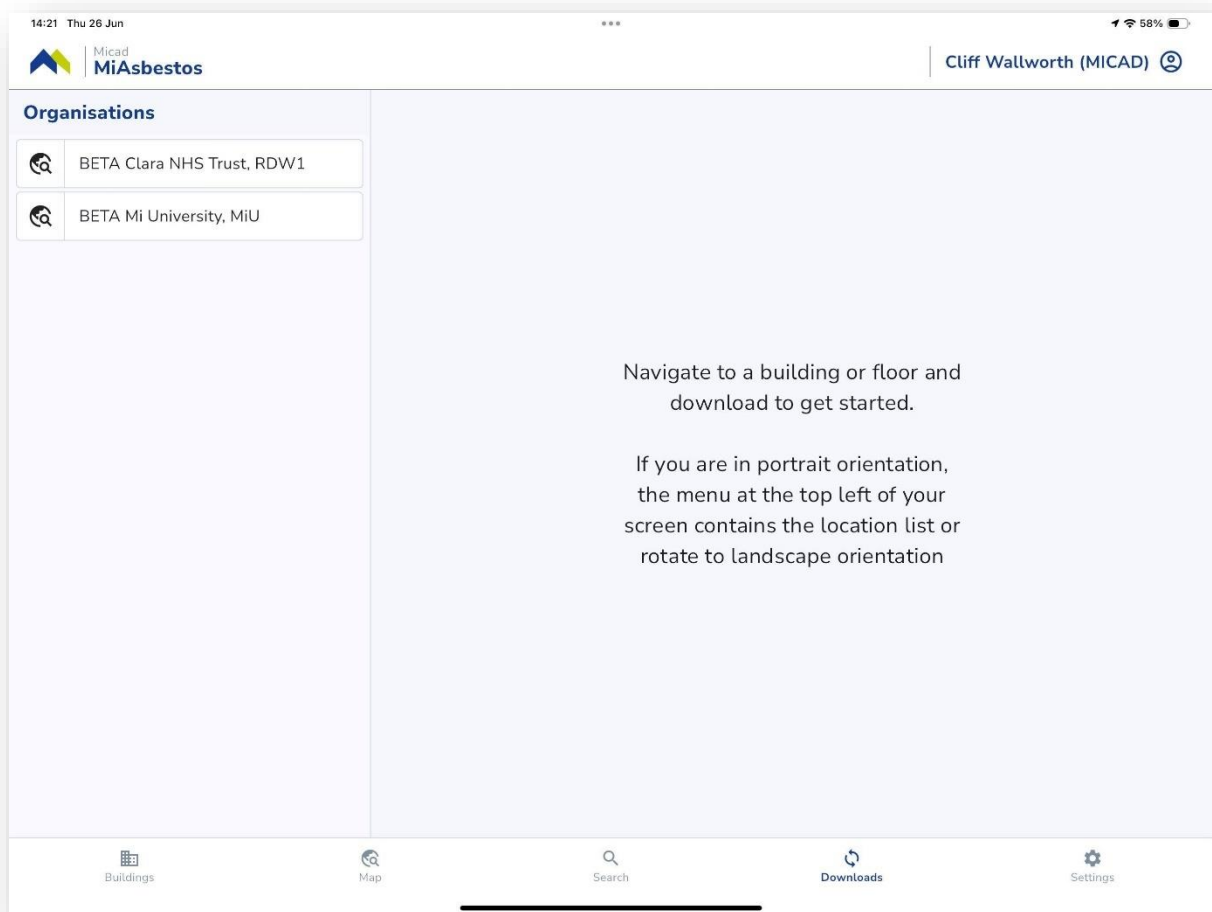 14:21 Thu 26 Jun
58%
Micad
MiAsbestos
Cliff Wallworth (MICAD)
Organisations
BETA Clara NHS Trust, RDW1
BETA Mi University, MiU
Navigate to a building or floor and
download to get started.
If you are in portrait orientation,
the menu at the top left of your
screen contains the location list or
rotate to landscape orientation
Buildings
Map
Search
Downloads
Settings